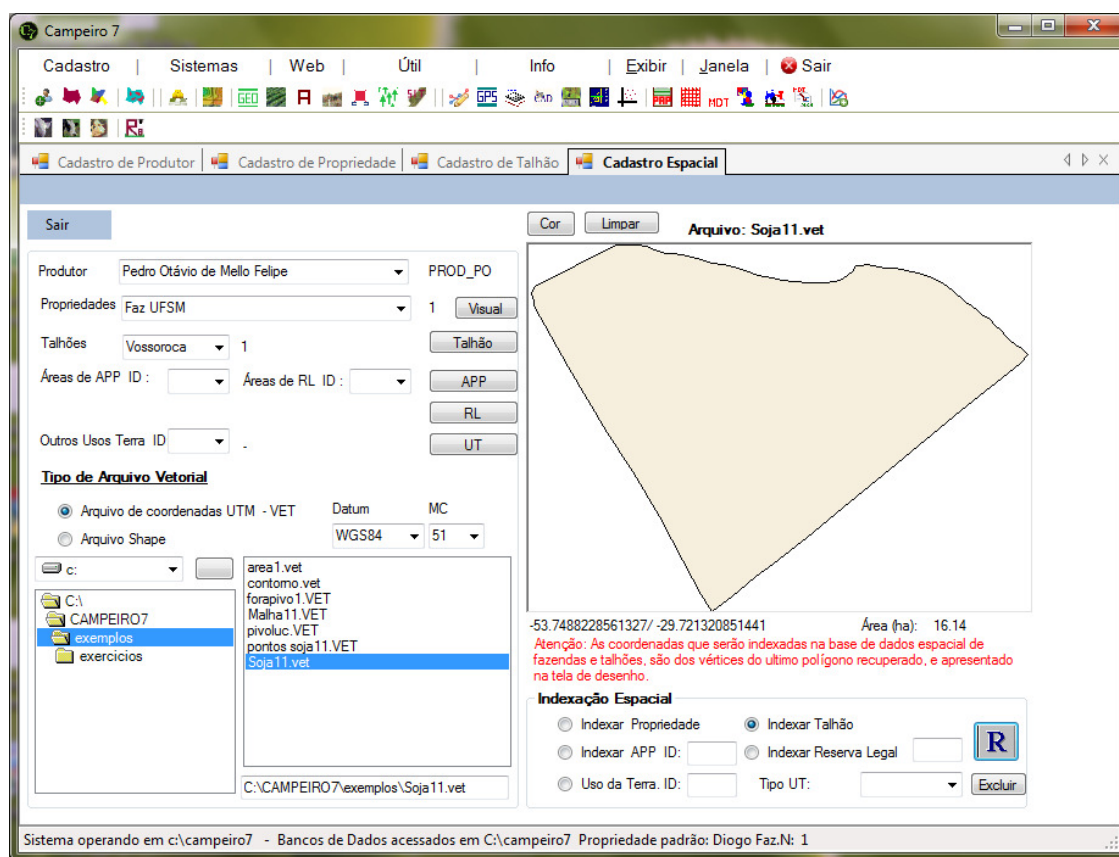 Campeiro 7
Cadastro | Sistemas | Web | Útil | Info | Exibir | Janela | Sair
GEO GPS CAD PRP MDT
Cadastro de Produtor Cadastro de Propriedade Cadastro de Talhão Cadastro Espacial
Sair
Cor Limpar Arquivo: Soja11.vet
Produtor Pedro Otávio de Mello Felipe PROD_PO
Propriedades Faz UFSM 1 Visual
Talhões Vossoroca 1 Talhão
Áreas de APP ID : Áreas de RL ID : APP
RL
Outros Usos Terra ID - UT
Tipo de Arquivo Vetorial
Arquivo de coordenadas UTM - VET Datum MC
Arquivo Shape WGS84 51
c:
C:\
CAMPEIRO7
exemplos
exercicios
area1.vet
contorno.vet
forapivo1.VET
Malha11.VET
pivoluc.VET
pontos soja11.VET
Soja11.vet
C:\CAMPEIRO7\exemplos\Soja11.vet
-53.7488228561327/ -29.721320851441 Área (ha): 16.14
Atenção: As coordenadas que serão indexadas na base de dados espacial de
fazendas e talhões, são dos vértices do ultimo polígono recuperado, e apresentado
na tela de desenho.
Indexação Espacial
Indexar Propriedade Indexar Talhão
Indexar APP ID: Indexar Reserva Legal R
Uso da Terra. ID: Tipo UT: Excluir
Sistema operando em c:\campeiro7 - Bancos de Dados acessados em C:\campeiro7 Propriedade padrão: Diogo Faz.N: 1